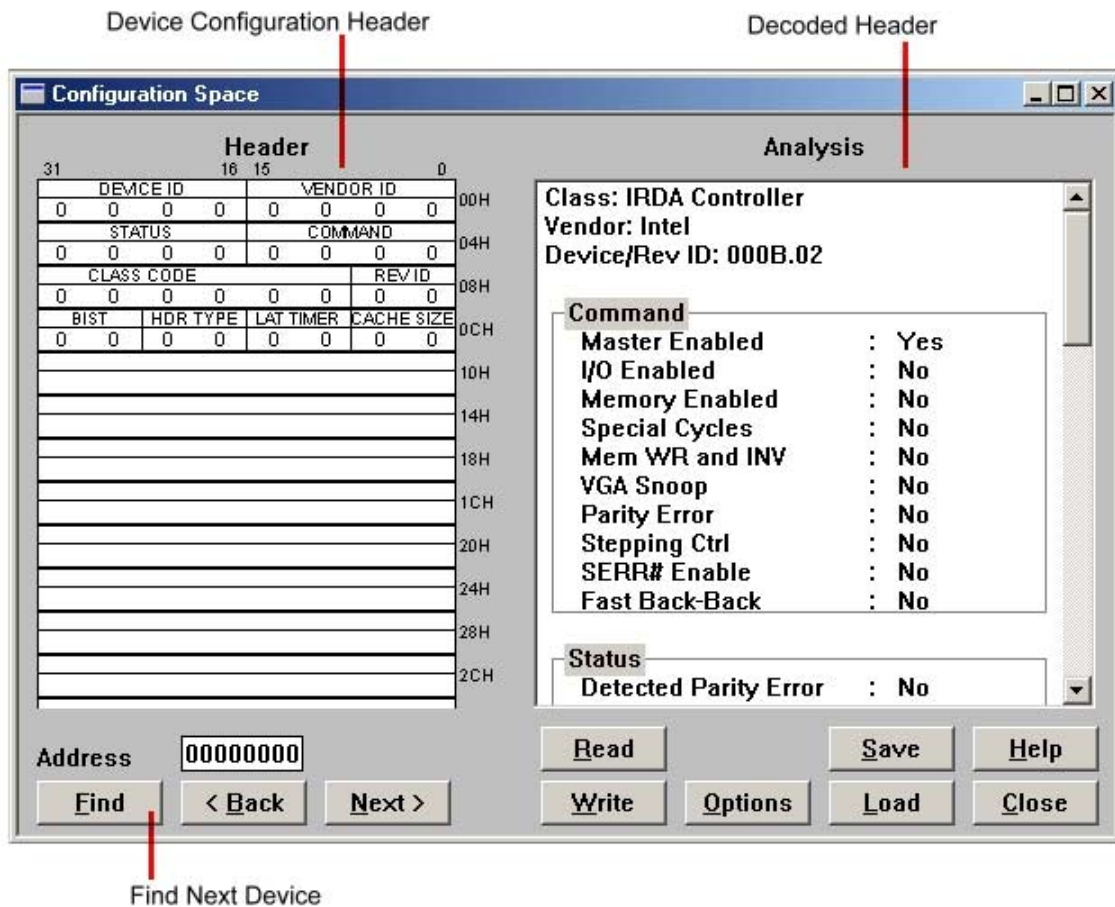 Device Configuration Header
Decoded Header
Configuration Space
Header
31 16 15 0
DEVICE ID VENDOR ID
0 0 0 0 0 0 0 0 00H
STATUS COMMAND
0 0 0 0 0 0 0 0 04H
CLASS CODE REV ID
0 0 0 0 0 0 0 0 08H
BIST HDR TYPE LAT TIMER CACHE SIZE
0 0 0 0 0 0 0 0 0CH
10H
14H
18H
1CH
20H
24H
28H
2CH
Address 00000000
Find < Back Next >
Find Next Device
Analysis
Class: IRDA Controller
Vendor: Intel
Device/Rev ID: 000B.02
Command
Master Enabled : Yes
I/O Enabled : No
Memory Enabled : No
Special Cycles : No
Mem WR and INV : No
VGA Snoop : No
Parity Error : No
Stepping Ctrl : No
SERR# Enable : No
Fast Back-Back : No
Status
Detected Parity Error : No
Read Save Help
Write Options Load Close